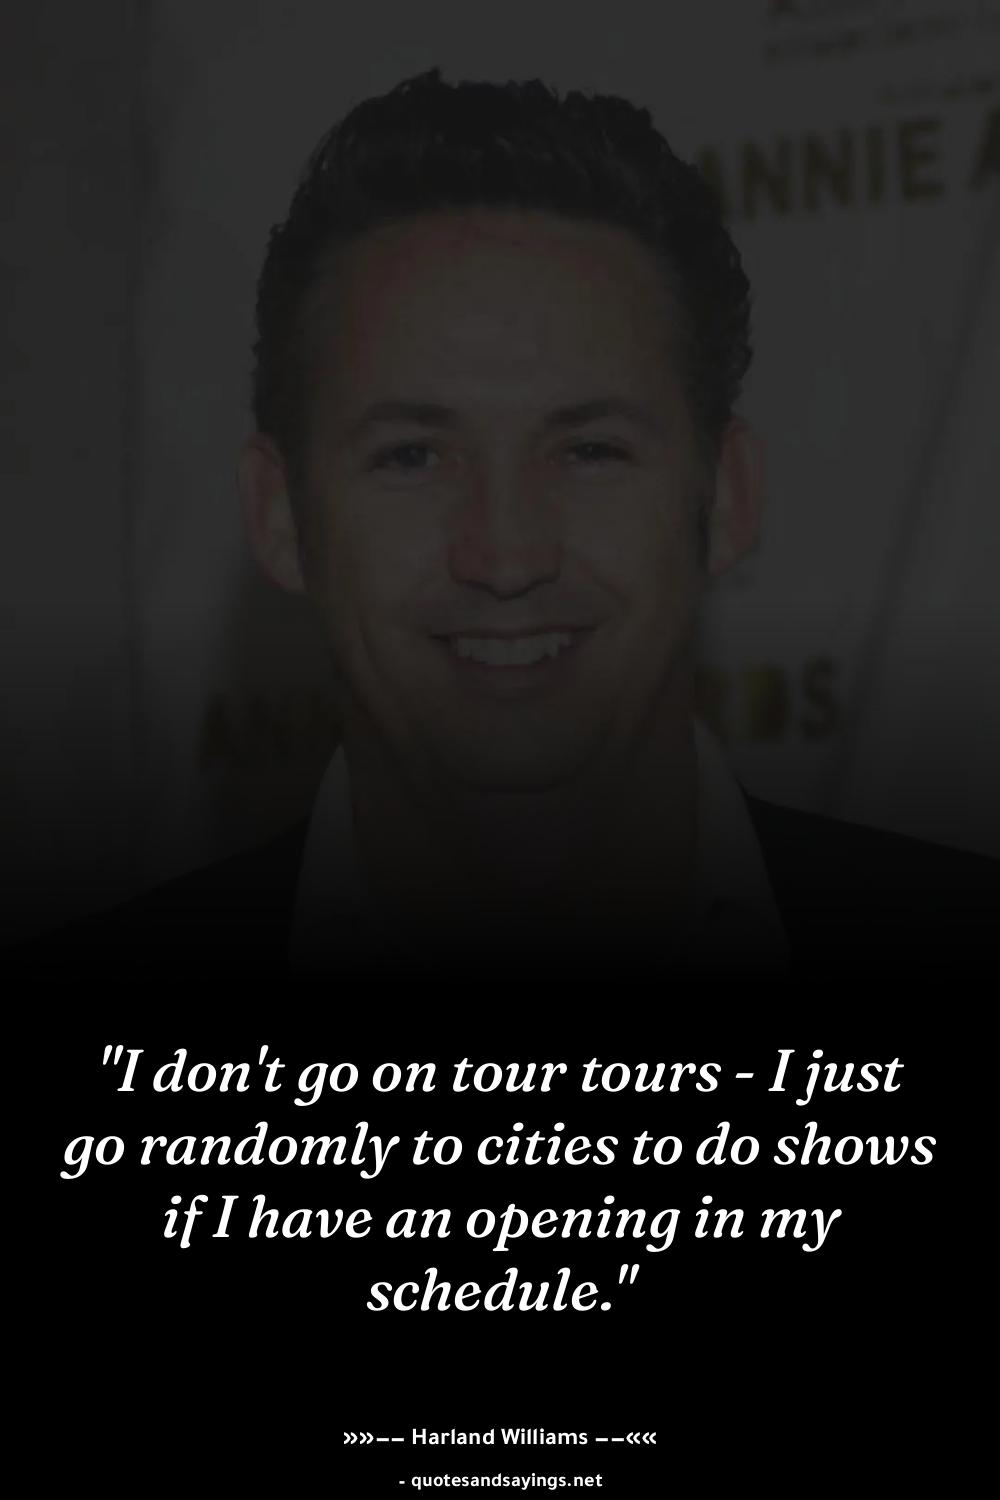 ANNIE A
RDS
"I don't go on tour tours - I just
go randomly to cities to do shows
if I have an opening in my
schedule."
»»−− Harland Williams −−««
- quotesandsayings.net